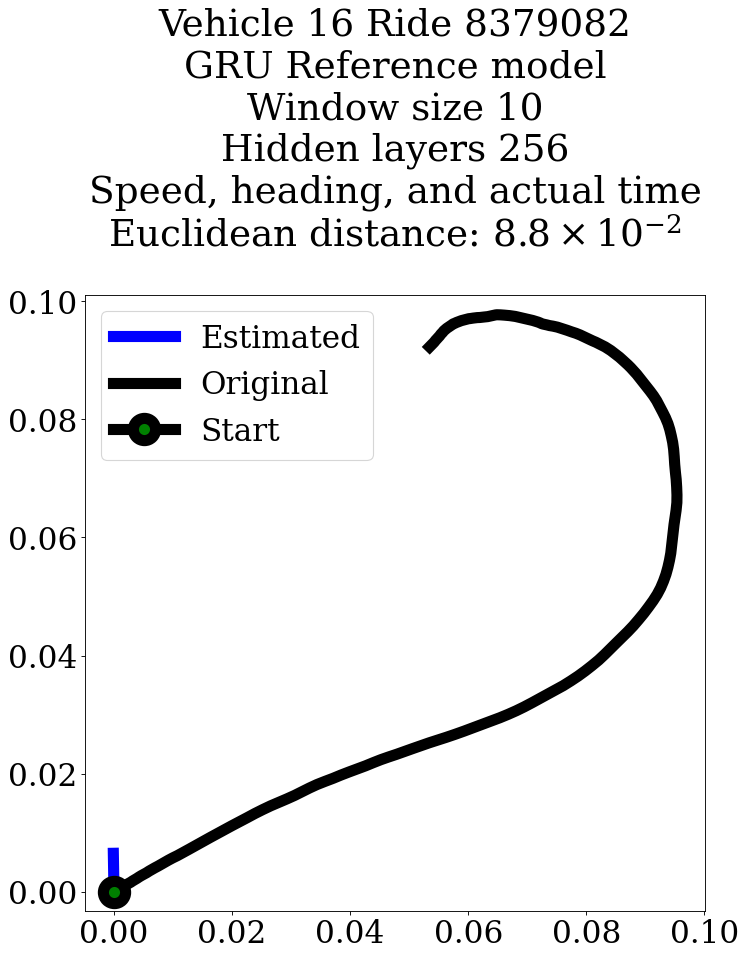 Vehicle 16 Ride 8379082
GRU Reference model
Window size 10
Hidden layers 256
Speed, heading, and actual time
Euclidean distance: 8.8 × 10⁻²
Estimated
Original
Start
0.10
0.08
0.06
0.04
0.02
0.00
0.00 0.02 0.04 0.06 0.08 0.10